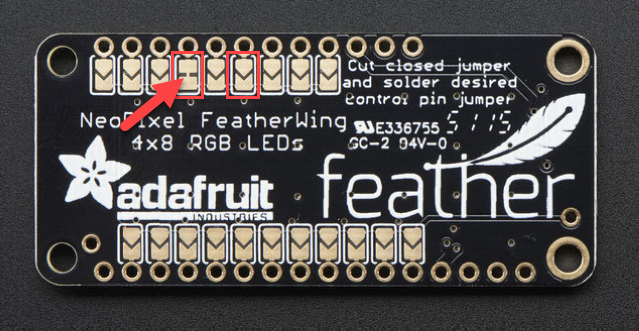 Cut closed jumper
and solder desired
control pin jumper
NeoPixel FeatherWing
4x8 RGB LEDs
E336755 5115
GC-2 94V-0
adafruit
INDUSTRIES
feather